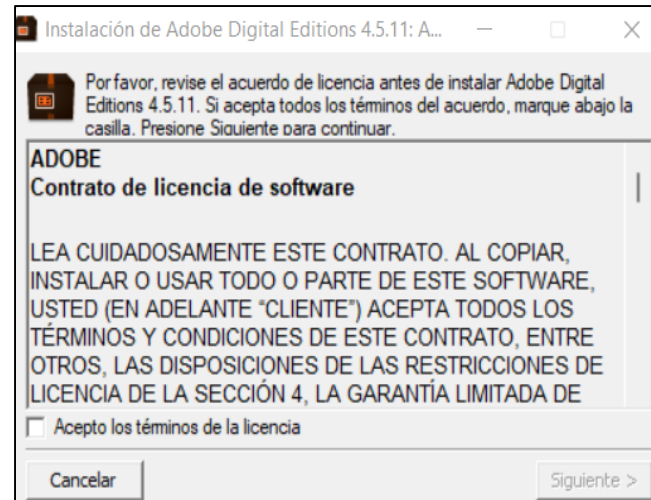 Instalación de Adobe Digital Editions 4.5.11: A...
Por favor, revise el acuerdo de licencia antes de instalar Adobe Digital
Editions 4.5.11. Si acepta todos los términos del acuerdo, marque abajo la
casilla. Presione Siguiente para continuar.
ADOBE
Contrato de licencia de software
LEA CUIDADOSAMENTE ESTE CONTRATO. AL COPIAR,
INSTALAR O USAR TODO O PARTE DE ESTE SOFTWARE,
USTED (EN ADELANTE “CLIENTE”) ACEPTA TODOS LOS
TÉRMINOS Y CONDICIONES DE ESTE CONTRATO, ENTRE
OTROS, LAS DISPOSICIONES DE LAS RESTRICCIONES DE
LICENCIA DE LA SECCIÓN 4, LA GARANTÍA LIMITADA DE
Acepto los términos de la licencia
Cancelar
Siguiente >